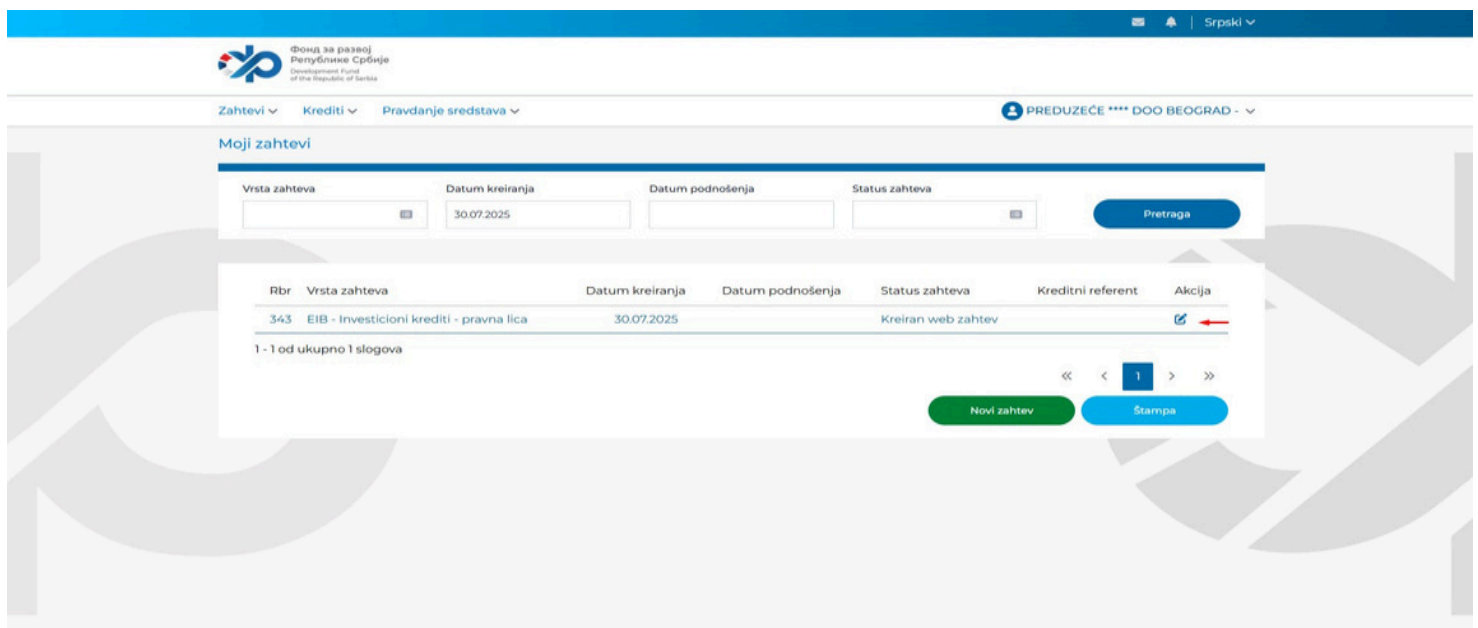 Srpski
Фонд за развој
Републике Србије
Development Fund
of the Republic of Serbia
Zahtevi Krediti Pravdanje sredstava PREDUZEĆE **** DOO BEOGRAD -
Moji zahtevi
Vrsta zahteva Datum kreiranja Datum podnošenja Status zahteva
30.07.2025 Pretraga
Rbr Vrsta zahteva Datum kreiranja Datum podnošenja Status zahteva Kreditni referent Akcija
343 EIB - Investicioni krediti - pravna lica 30.07.2025 Kreiran web zahtev
1 - 1 od ukupno 1 slogova
« < 1 > »
Novi zahtev Štampa